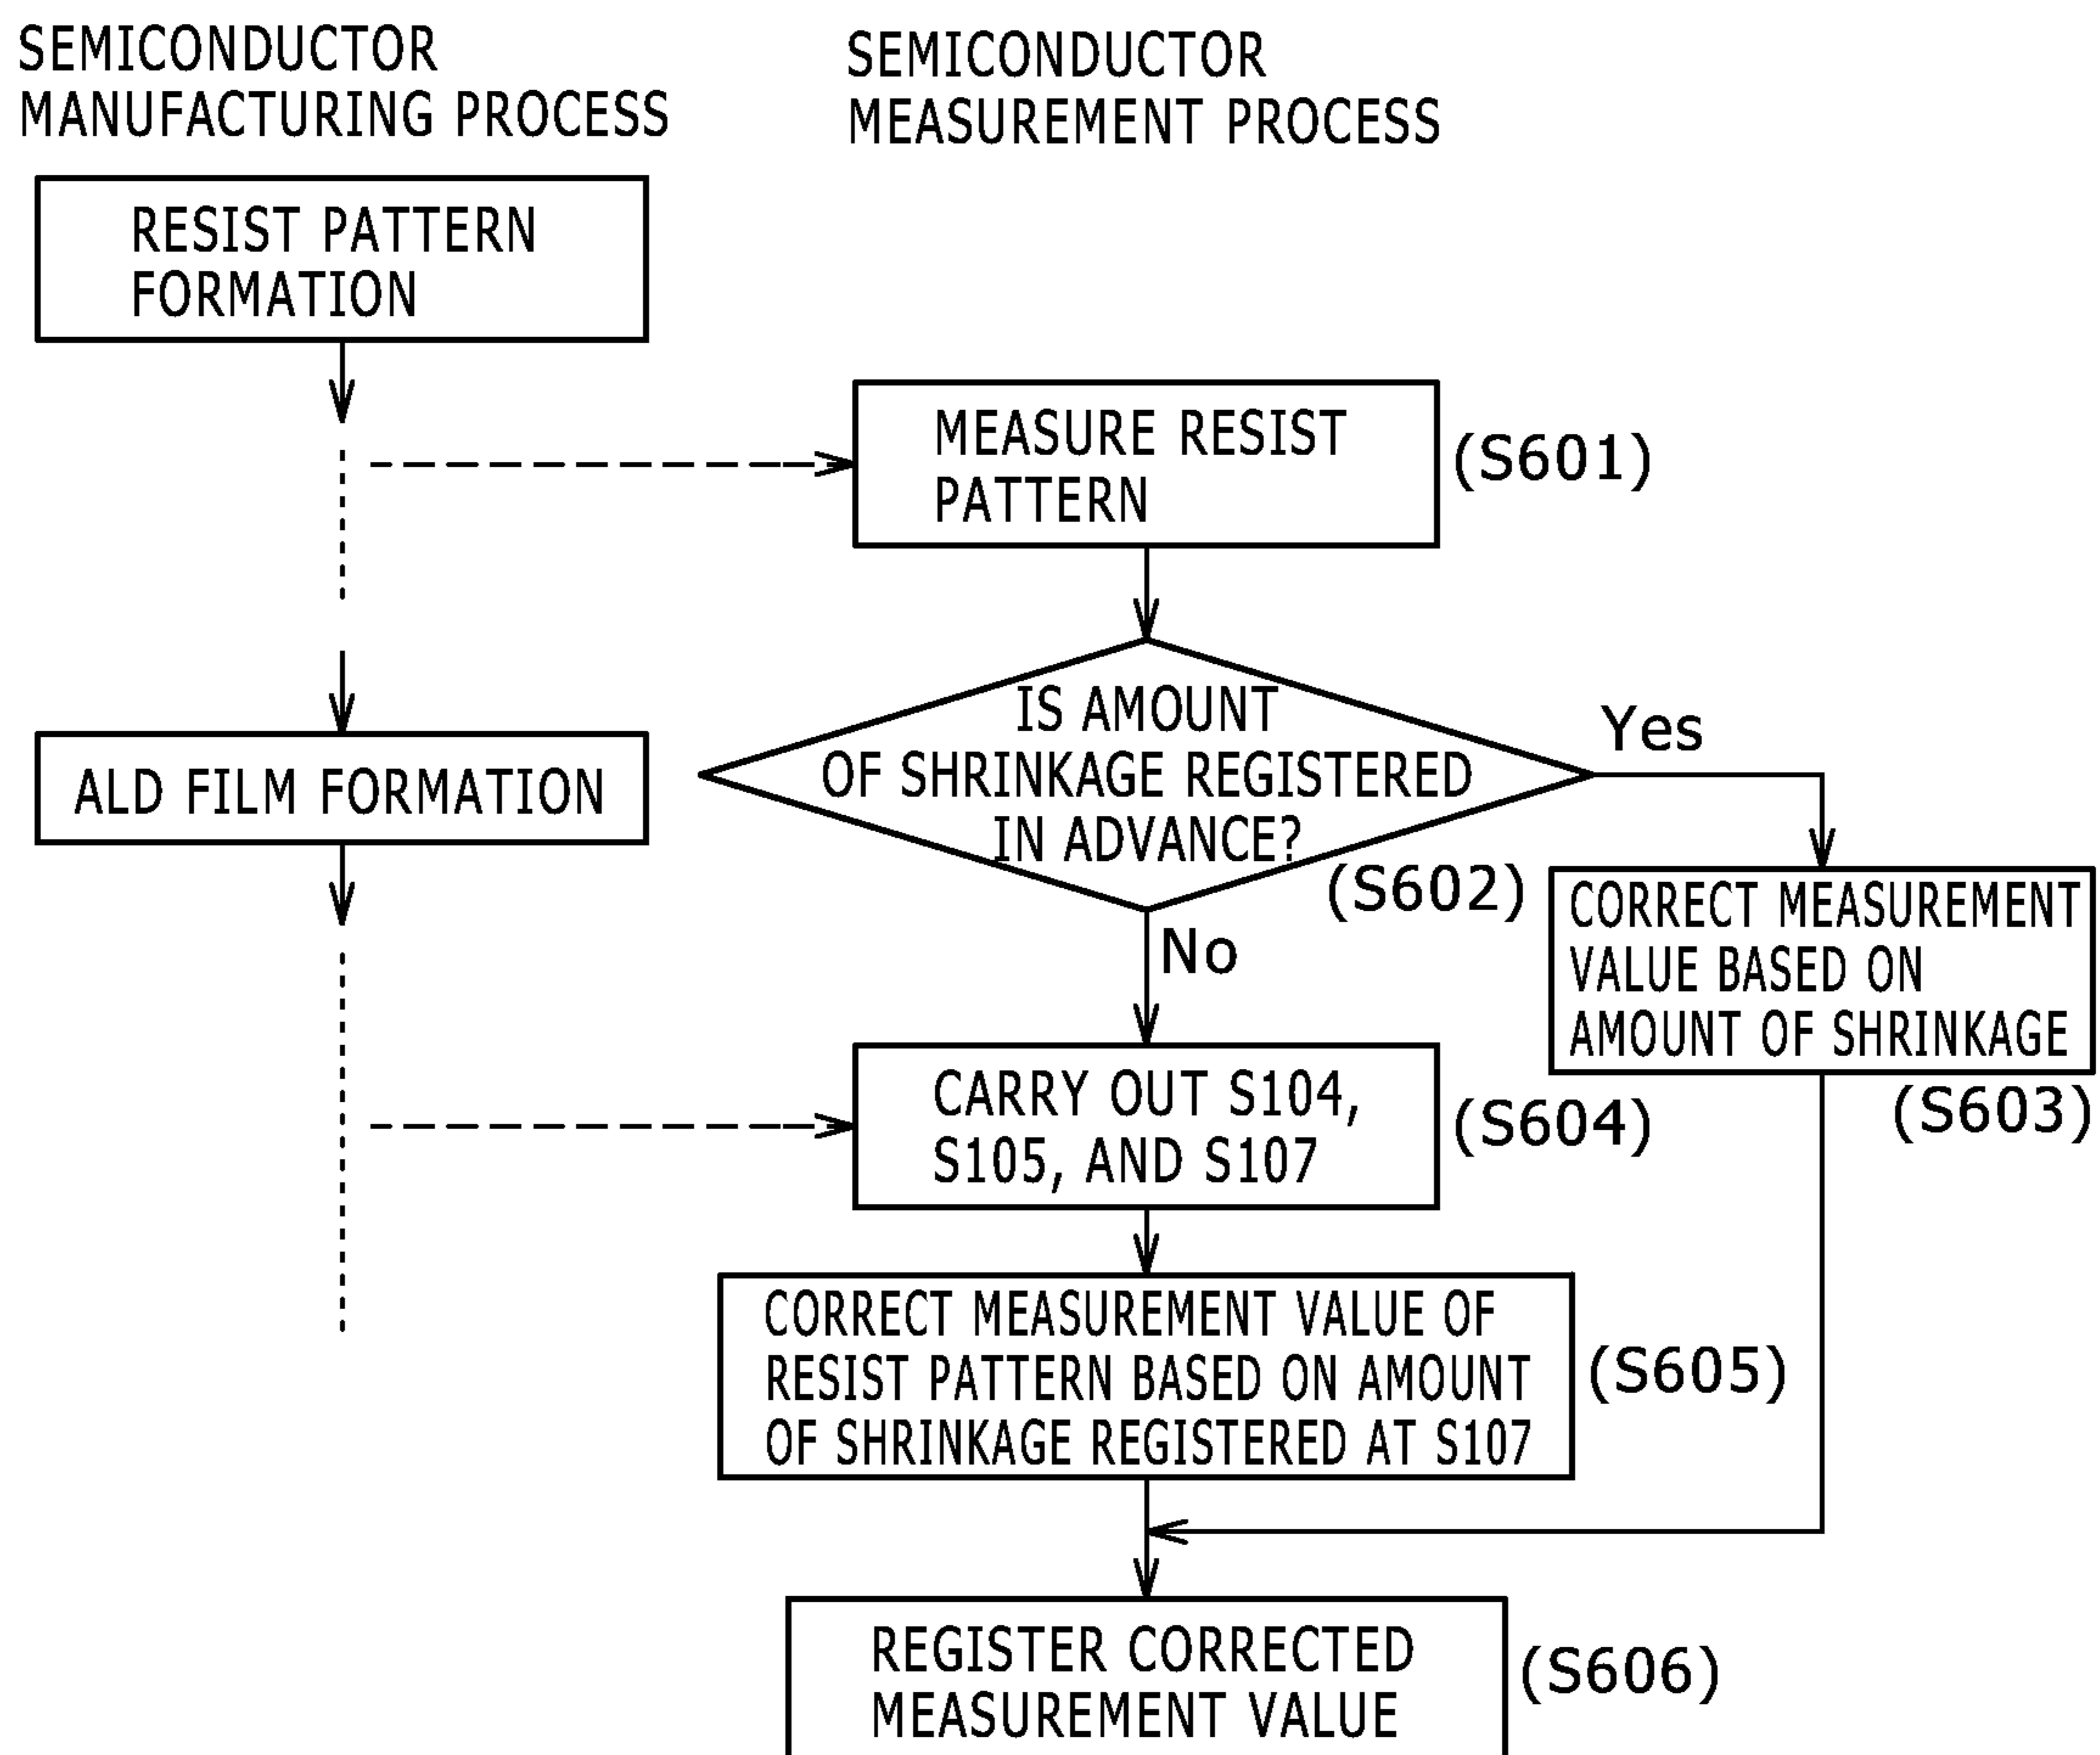 SEMICONDUCTOR
MANUFACTURING PROCESS
SEMICONDUCTOR
MEASUREMENT PROCESS
RESIST PATTERN
FORMATION
MEASURE RESIST
PATTERN
(S601)
IS AMOUNT
OF SHRINKAGE REGISTERED
IN ADVANCE?
(S602)
Yes
ALD FILM FORMATION
CORRECT MEASUREMENT
VALUE BASED ON
AMOUNT OF SHRINKAGE
(S603)
No
CARRY OUT S104,
S105, AND S107
(S604)
CORRECT MEASUREMENT VALUE OF
RESIST PATTERN BASED ON AMOUNT
OF SHRINKAGE REGISTERED AT S107
(S605)
REGISTER CORRECTED
MEASUREMENT VALUE
(S606)